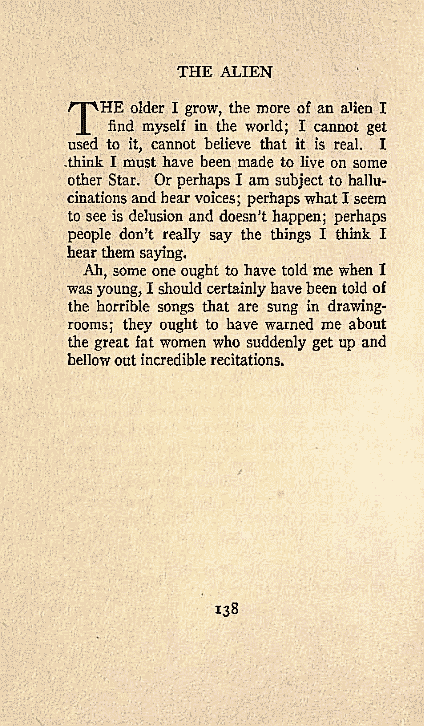 THE ALIEN
THE older I grow, the more of an alien I
find myself in the world; I cannot get
used to it, cannot believe that it is real. I
think I must have been made to live on some
other Star. Or perhaps I am subject to hallu-
cinations and hear voices; perhaps what I seem
to see is delusion and doesn't happen; perhaps
people don't really say the things I think I
hear them saying.
Ah, some one ought to have told me when I
was young, I should certainly have been told of
the horrible songs that are sung in drawing-
rooms; they ought to have warned me about
the great fat women who suddenly get up and
bellow out incredible recitations.
138